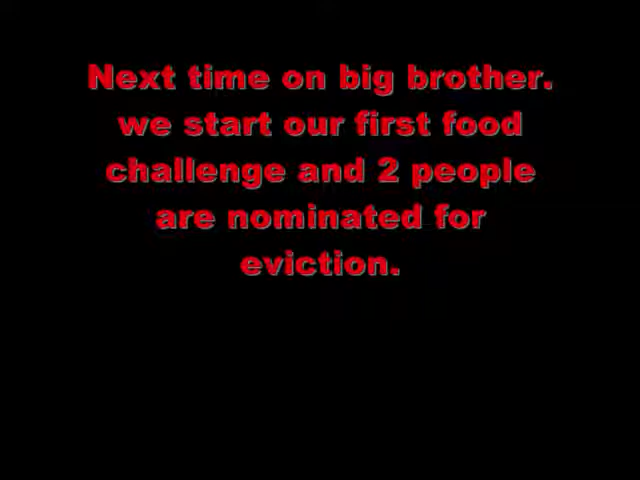 Next time on big brother.
we start our first food
challenge and 2 people
are nominated for
eviction.